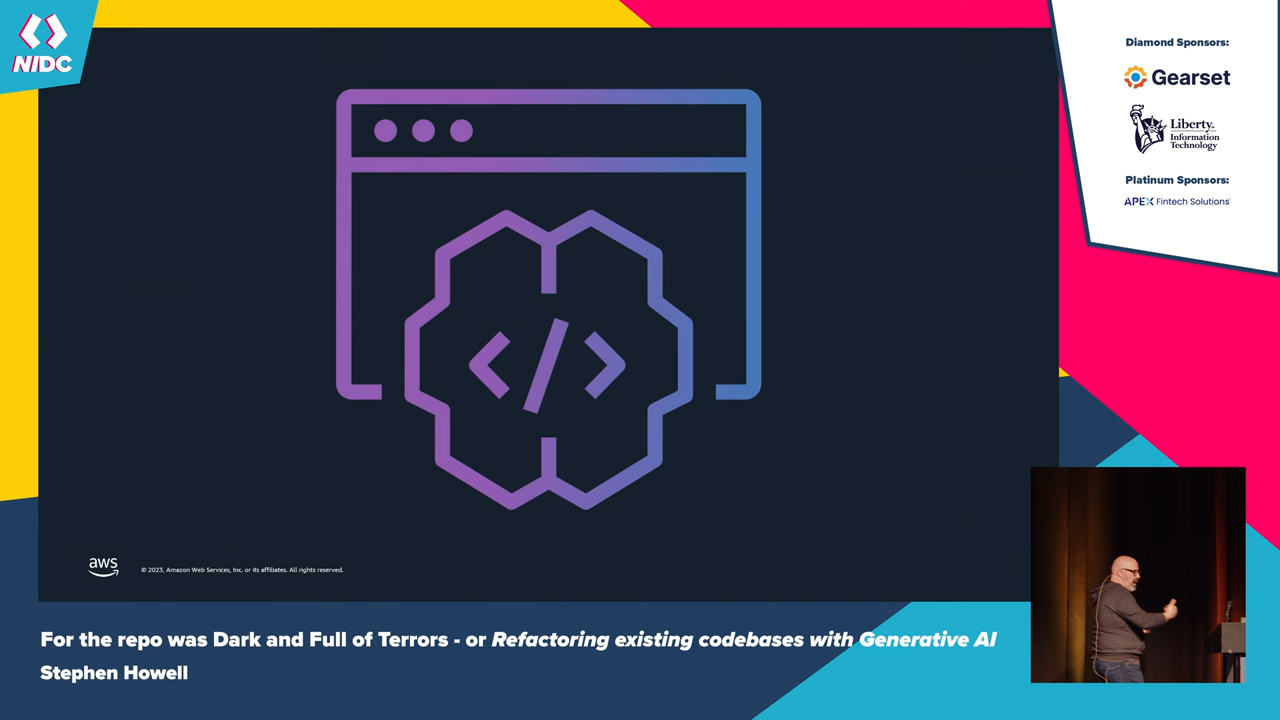 NIDC
</>
aws
© 2023, Amazon Web Services, Inc. or its affiliates. All rights reserved.
Diamond Sponsors:
Gearset
Liberty
Information
Technology
Platinum Sponsors:
APEX Fintech Solutions
For the repo was Dark and Full of Terrors - or Refactoring existing codebases with Generative AI
Stephen Howell